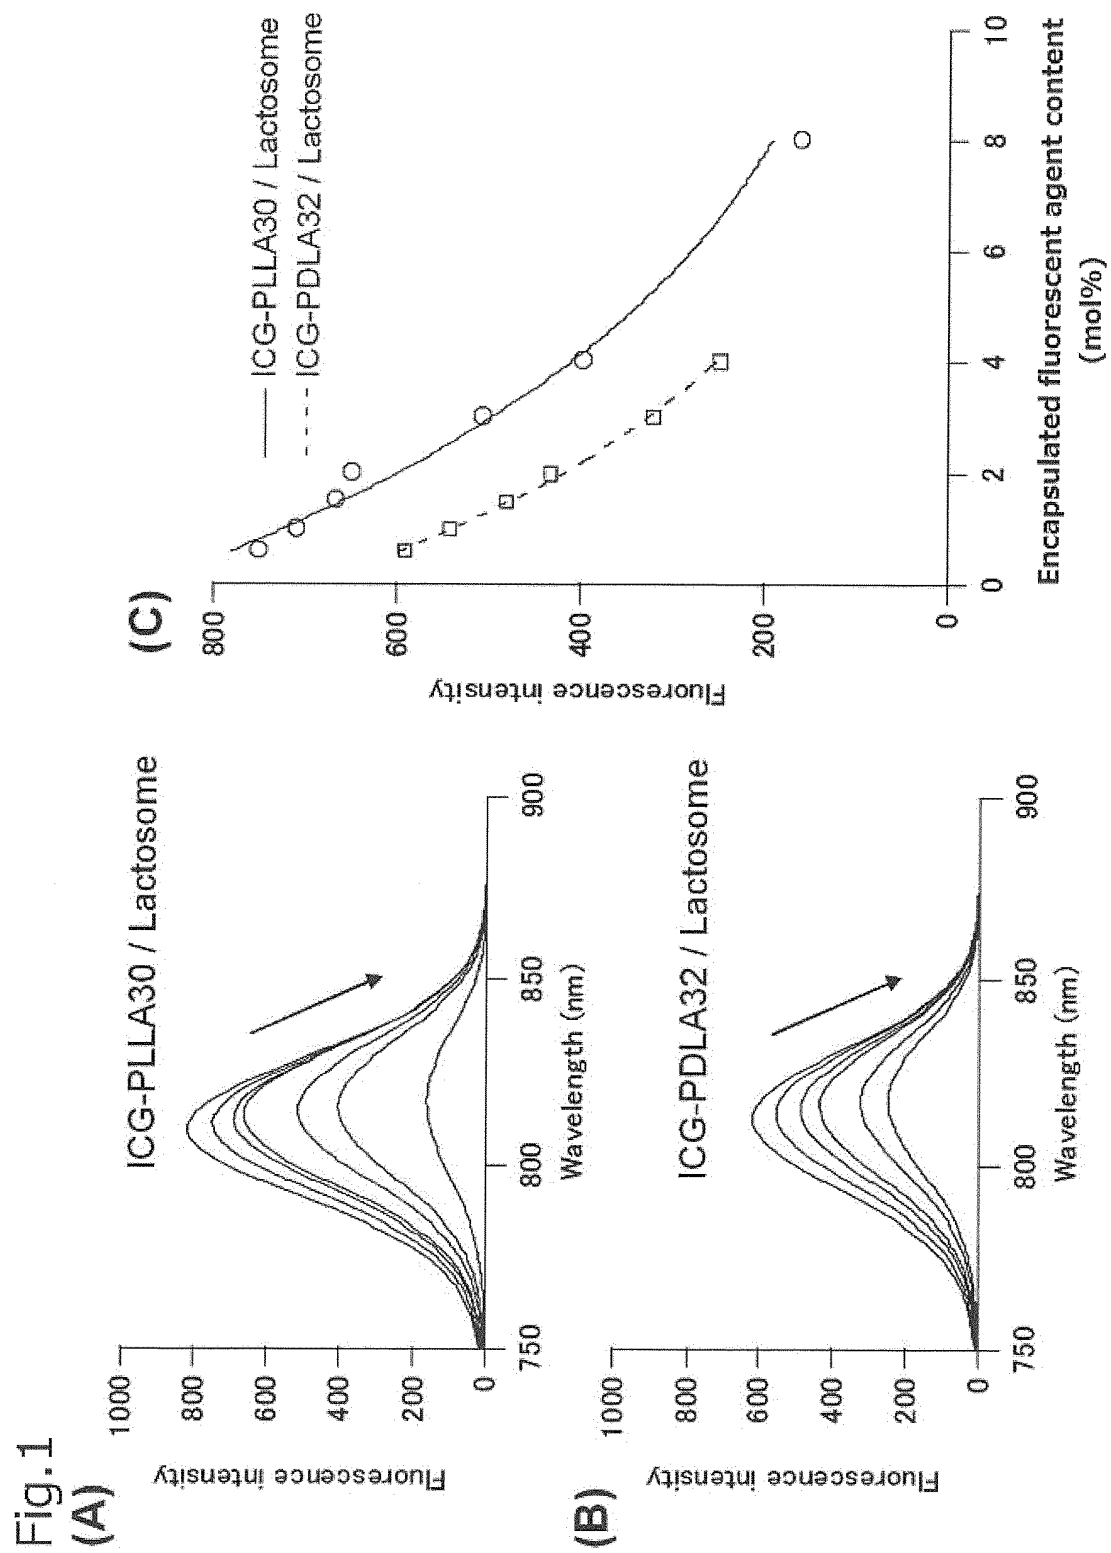 Fig.1
(A)
ICG-PLLA30 / Lactosome
Fluorescence intensity
1000
800
600
400
200
0
750
800
850
900
Wavelength (nm)
(B)
ICG-PDLA32 / Lactosome
Fluorescence intensity
1000
800
600
400
200
0
750
800
850
900
Wavelength (nm)
(C)
ICG-PLLA30 / Lactosome
ICG-PDLA32 / Lactosome
Fluorescence intensity
800
600
400
200
0
0
2
4
6
8
10
Encapsulated fluorescent agent content
(mol%)